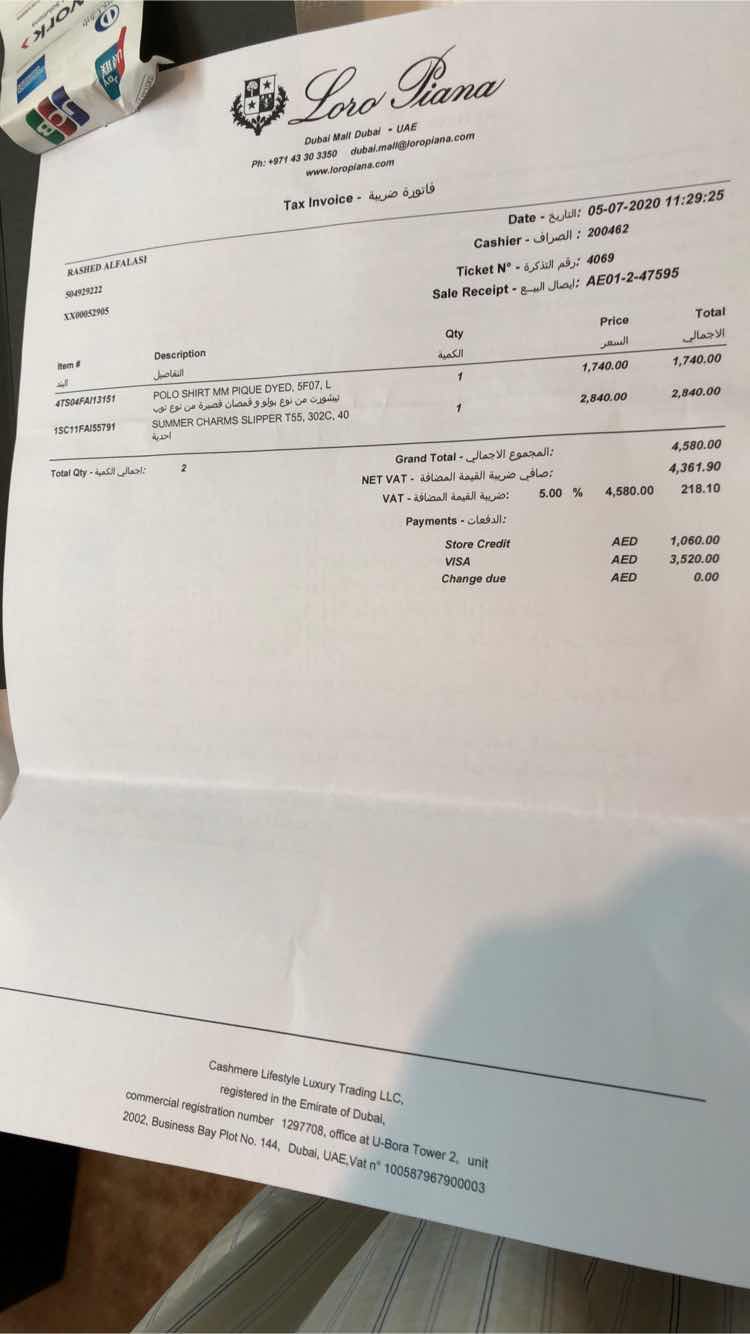 Loro Piana
Dubai Mall Dubai - UAE
Ph: +971 43 30 3350 dubai.mall@loropiana.com
www.loropiana.com
Tax Invoice - فاتورة ضريبة
Date - التاريخ: 05-07-2020 11:29:25
Cashier - الصراف : 200462
Ticket N° - رقم التذكرة: 4069
Sale Receipt - ايصال البيــع: AE01-2-47595
RASHED ALFALASI
S04929222
XX00052905
Item # Description Qty Price Total
البند التفاصيل الكمية السعر الاجمالي
4TS04FAI13151 POLO SHIRT MM PIQUE DYED, 5F07, L 1 1,740.00 1,740.00
تيشورت من نوع بولو و قمصان قصيرة من نوع توب
1SC11FAI55791 SUMMER CHARMS SLIPPER T55, 302C, 40 1 2,840.00 2,840.00
احدية
Total Qty - اجمالي الكمية: 2
Grand Total - المجموع الاجمالي: 4,580.00
NET VAT - صافي ضريبة القيمة المضافة: 4,361.90
VAT - ضريبة القيمة المضافة: 5.00 % 4,580.00 218.10
Payments - الدفعات:
Store Credit AED 1,060.00
VISA AED 3,520.00
Change due AED 0.00
Cashmere Lifestyle Luxury Trading LLC,
registered in the Emirate of Dubai,
commercial registration number 1297708, office at U-Bora Tower 2, unit
2002, Business Bay Plot No. 144, Dubai, UAE,Vat n° 100587967900003